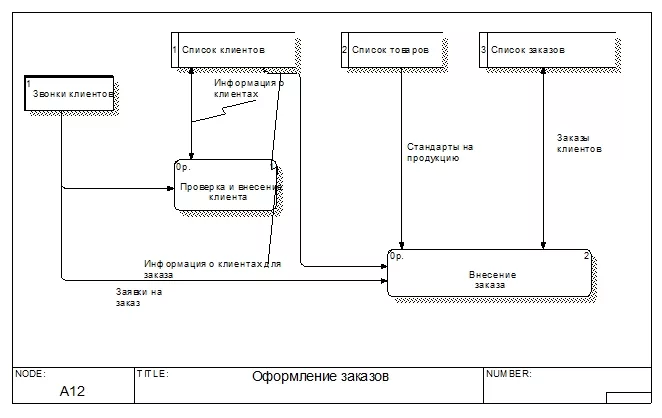 1 Список клиентов
2 Список товаров
3 Список заказов
1
Звонки клиентов
Информация о
клиентах
Стандарты на
продукцию
Заказы
клиентов
0р. 1
Проверка и внесение
клиента
0р. 2
Внесение
заказа
Информация о клиентах для
заказа
Заявки на
заказ
NODE: TITLE: NUMBER:
Оформление заказов
A12